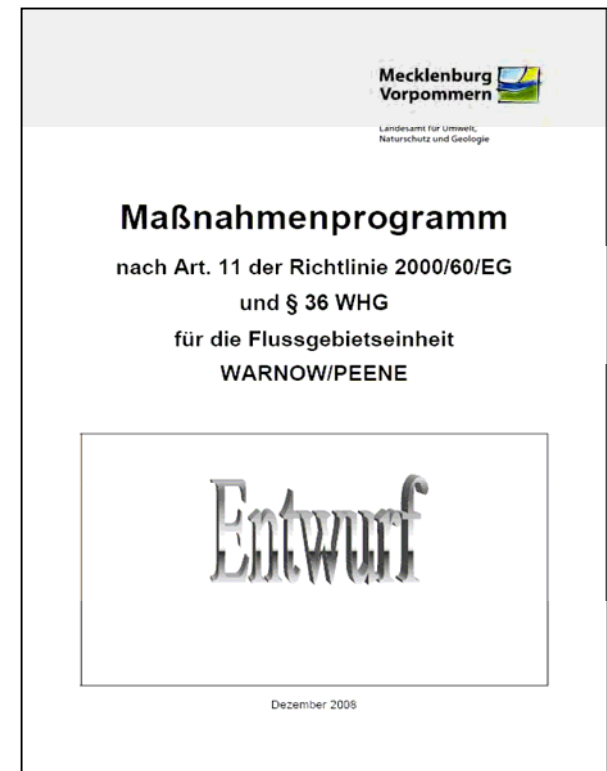 Mecklenburg
Vorpommern
Landesamt für Umwelt,
Naturschutz und Geologie
Maßnahmenprogramm
nach Art. 11 der Richtlinie 2000/60/EG
und § 36 WHG
für die Flussgebietseinheit
WARNOW/PEENE
Entwurf
Dezember 2008